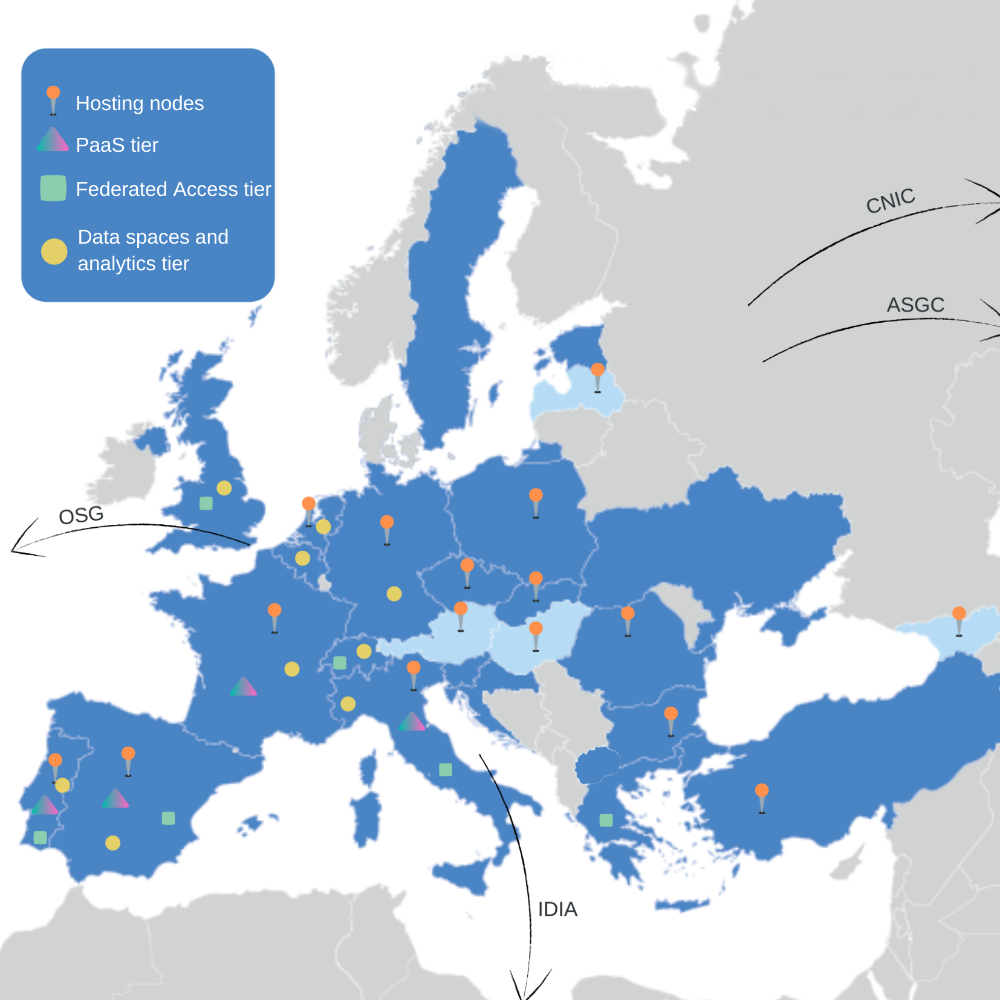 Hosting nodes
PaaS tier
Federated Access tier
Data spaces and
analytics tier
CNIC
ASGC
OSG
IDIA